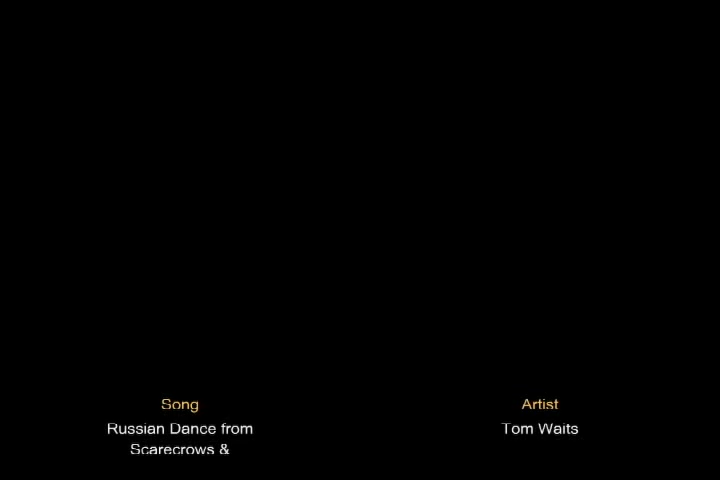 Song
Artist
Russian Dance from
Scarecrows &
Tom Waits